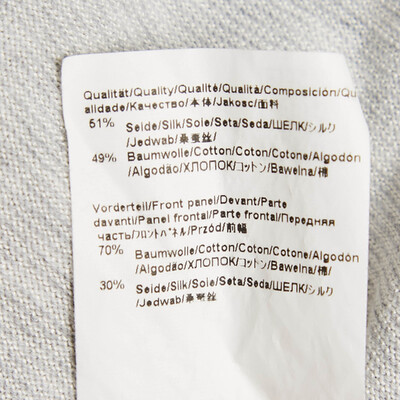 Qualität/Quality/Qualité/Qualità/Composición/Qu
alidade/Качество/本体/Jakosc/面料
51% Seide/Silk/Soie/Seta/Seda/ШЕЛК/シルク
/Jedwab/桑蚕丝/
49% Baumwolle/Cotton/Coton/Cotone/Algodón
/Algodão/ХЛОПОК/コットン/Bawelna/棉/
Vorderteil/Front panel/Devant/Parte
davanti/Panel frontal/Parte frontal/Передняя
часть/フロントパネル/Przód/前幅
70% Baumwolle/Cotton/Coton/Cotone/Algodón
/Algodão/ХЛОПОК/コットン/Bawelna/棉/
30% Seide/Silk/Soie/Seta/Seda/ШЕЛК/シルク
/Jedwab/桑蚕丝/